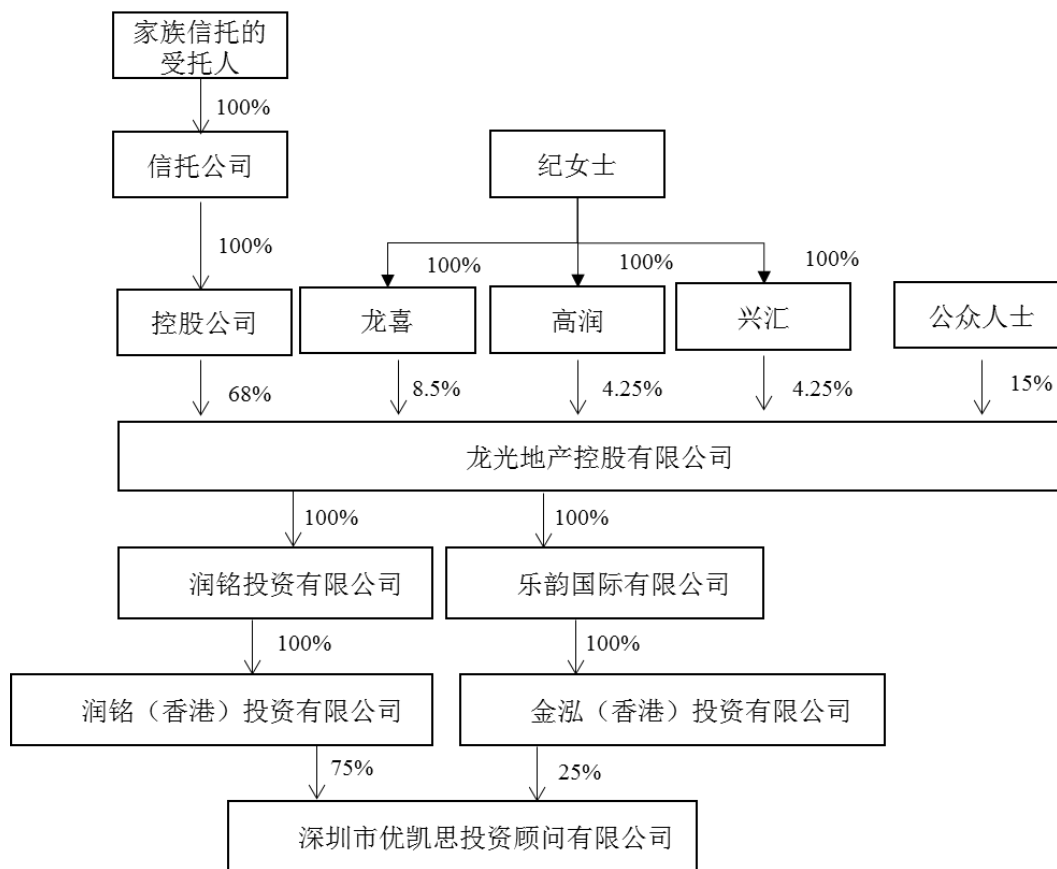 家族信托的
受托人
100%
信托公司
纪女士
100%
100%
100%
100%
控股公司
龙喜
高润
兴汇
公众人士
68%
8.5%
4.25%
4.25%
15%
龙光地产控股有限公司
100%
100%
润铭投资有限公司
乐韵国际有限公司
100%
100%
润铭（香港）投资有限公司
金泓（香港）投资有限公司
75%
25%
深圳市优凯思投资顾问有限公司